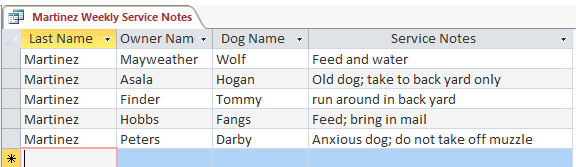 Martinez Weekly Service Notes
Last Name Owner Nam Dog Name Service Notes
Martinez Mayweather Wolf Feed and water
Martinez Asala Hogan Old dog; take to back yard only
Martinez Finder Tommy run around in back yard
Martinez Hobbs Fangs Feed; bring in mail
Martinez Peters Darby Anxious dog; do not take off muzzle